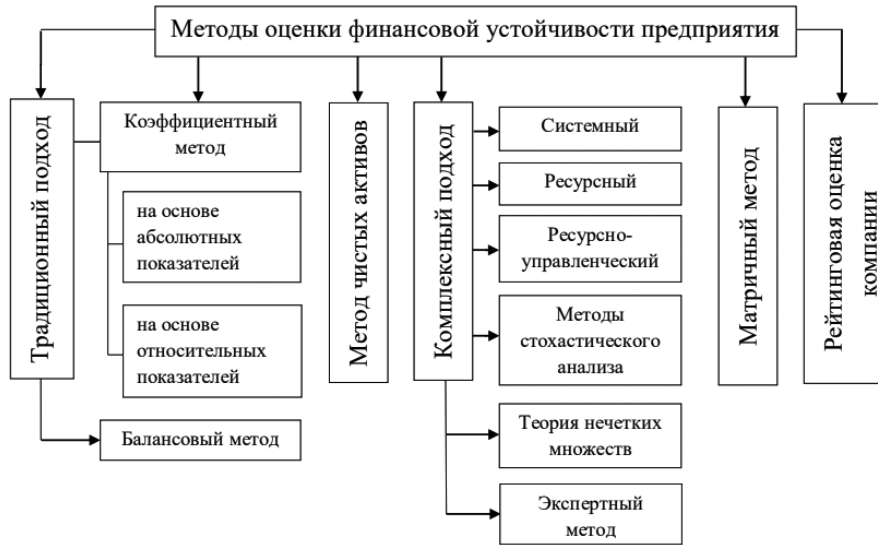 Методы оценки финансовой устойчивости предприятия
Традиционный подход
Коэффициентный
метод
на основе
абсолютных
показателей
на основе
относительных
показателей
Балансовый метод
Метод чистых активов
Комплексный подход
Системный
Ресурсный
Ресурсно-
управленческий
Методы
стохастического
анализа
Теория нечетких
множеств
Экспертный
метод
Матричный метод
Рейтинговая оценка
компании